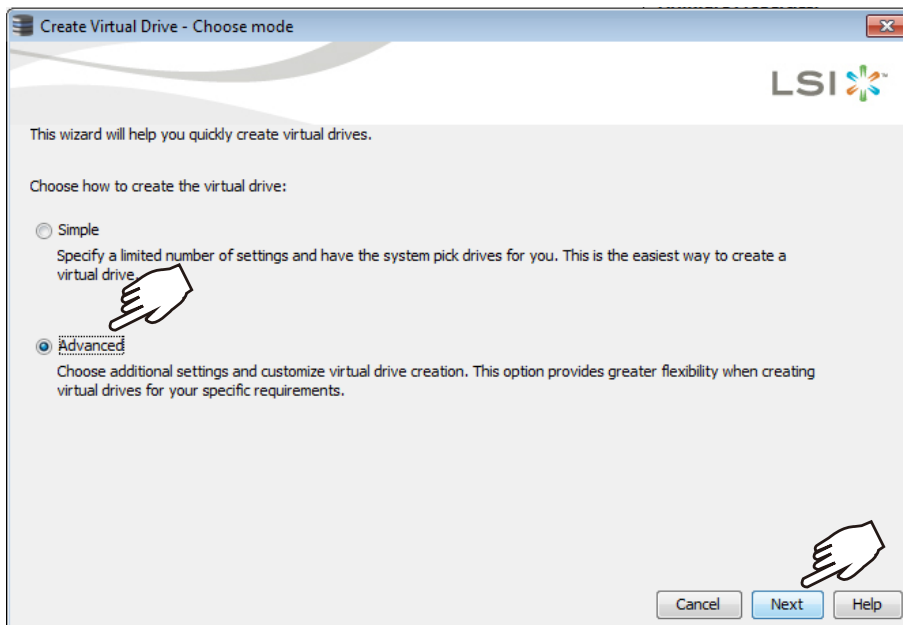 Create Virtual Drive - Choose mode
LSI
This wizard will help you quickly create virtual drives.
Choose how to create the virtual drive:
Simple
Specify a limited number of settings and have the system pick drives for you. This is the easiest way to create a
virtual drive.
Advanced
Choose additional settings and customize virtual drive creation. This option provides greater flexibility when creating
virtual drives for your specific requirements.
Cancel Next Help